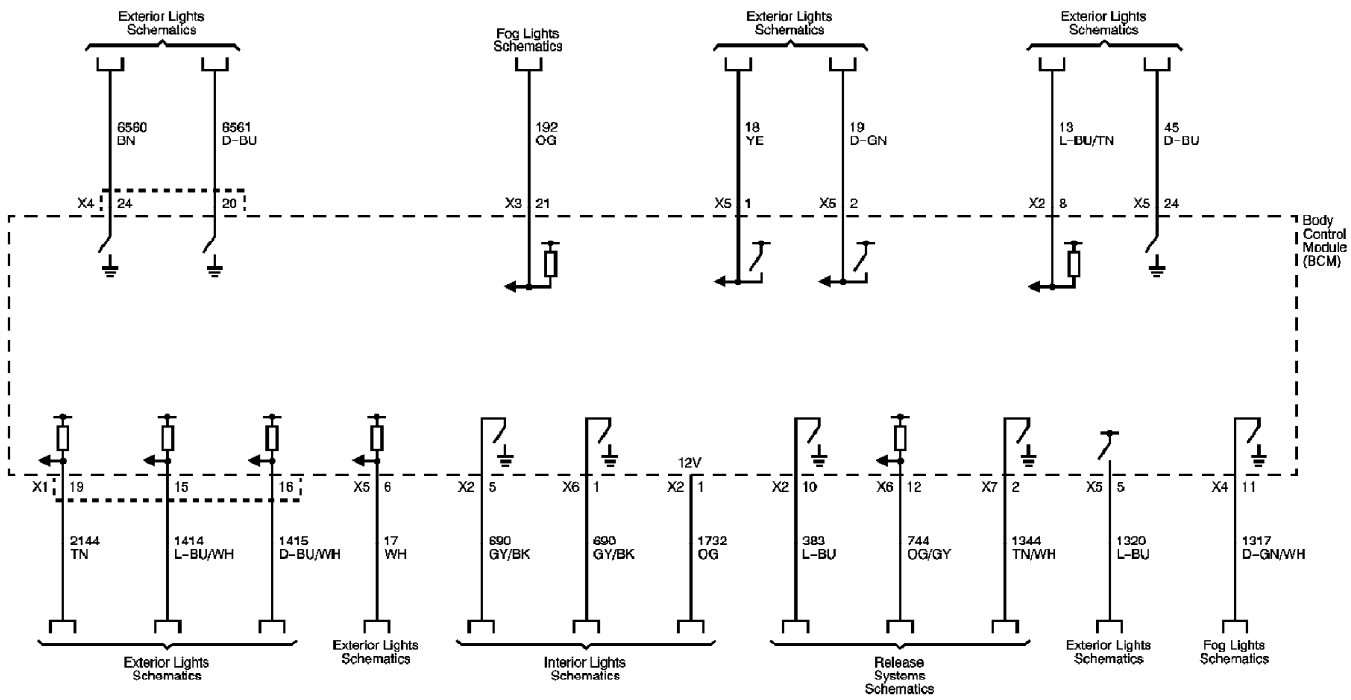 Exterior Lights
Schematics
Fog Lights
Schematics
Exterior Lights
Schematics
Exterior Lights
Schematics
6560
BN
6561
D-BU
192
OG
18
YE
19
D-GN
13
L-BU/TN
45
D-BU
X4 24
20
X3 21
X5 1
X5 2
X2 8
X5 24
Body
Control
Module
(BCM)
12V
X1 19
15
16
X5 6
X2 5
X6 1
X2 1
X2 10
X6 12
X7 2
X5 5
X4 11
2144
TN
1414
L-BU/WH
1415
D-BU/WH
17
WH
690
GY/BK
690
GY/BK
1732
OG
383
L-BU
744
OG/GY
1344
TN/WH
1320
L-BU
1317
D-GN/WH
Exterior Lights
Schematics
Exterior Lights
Schematics
Interior Lights
Schematics
Release
Systems
Schematics
Exterior Lights
Schematics
Fog Lights
Schematics